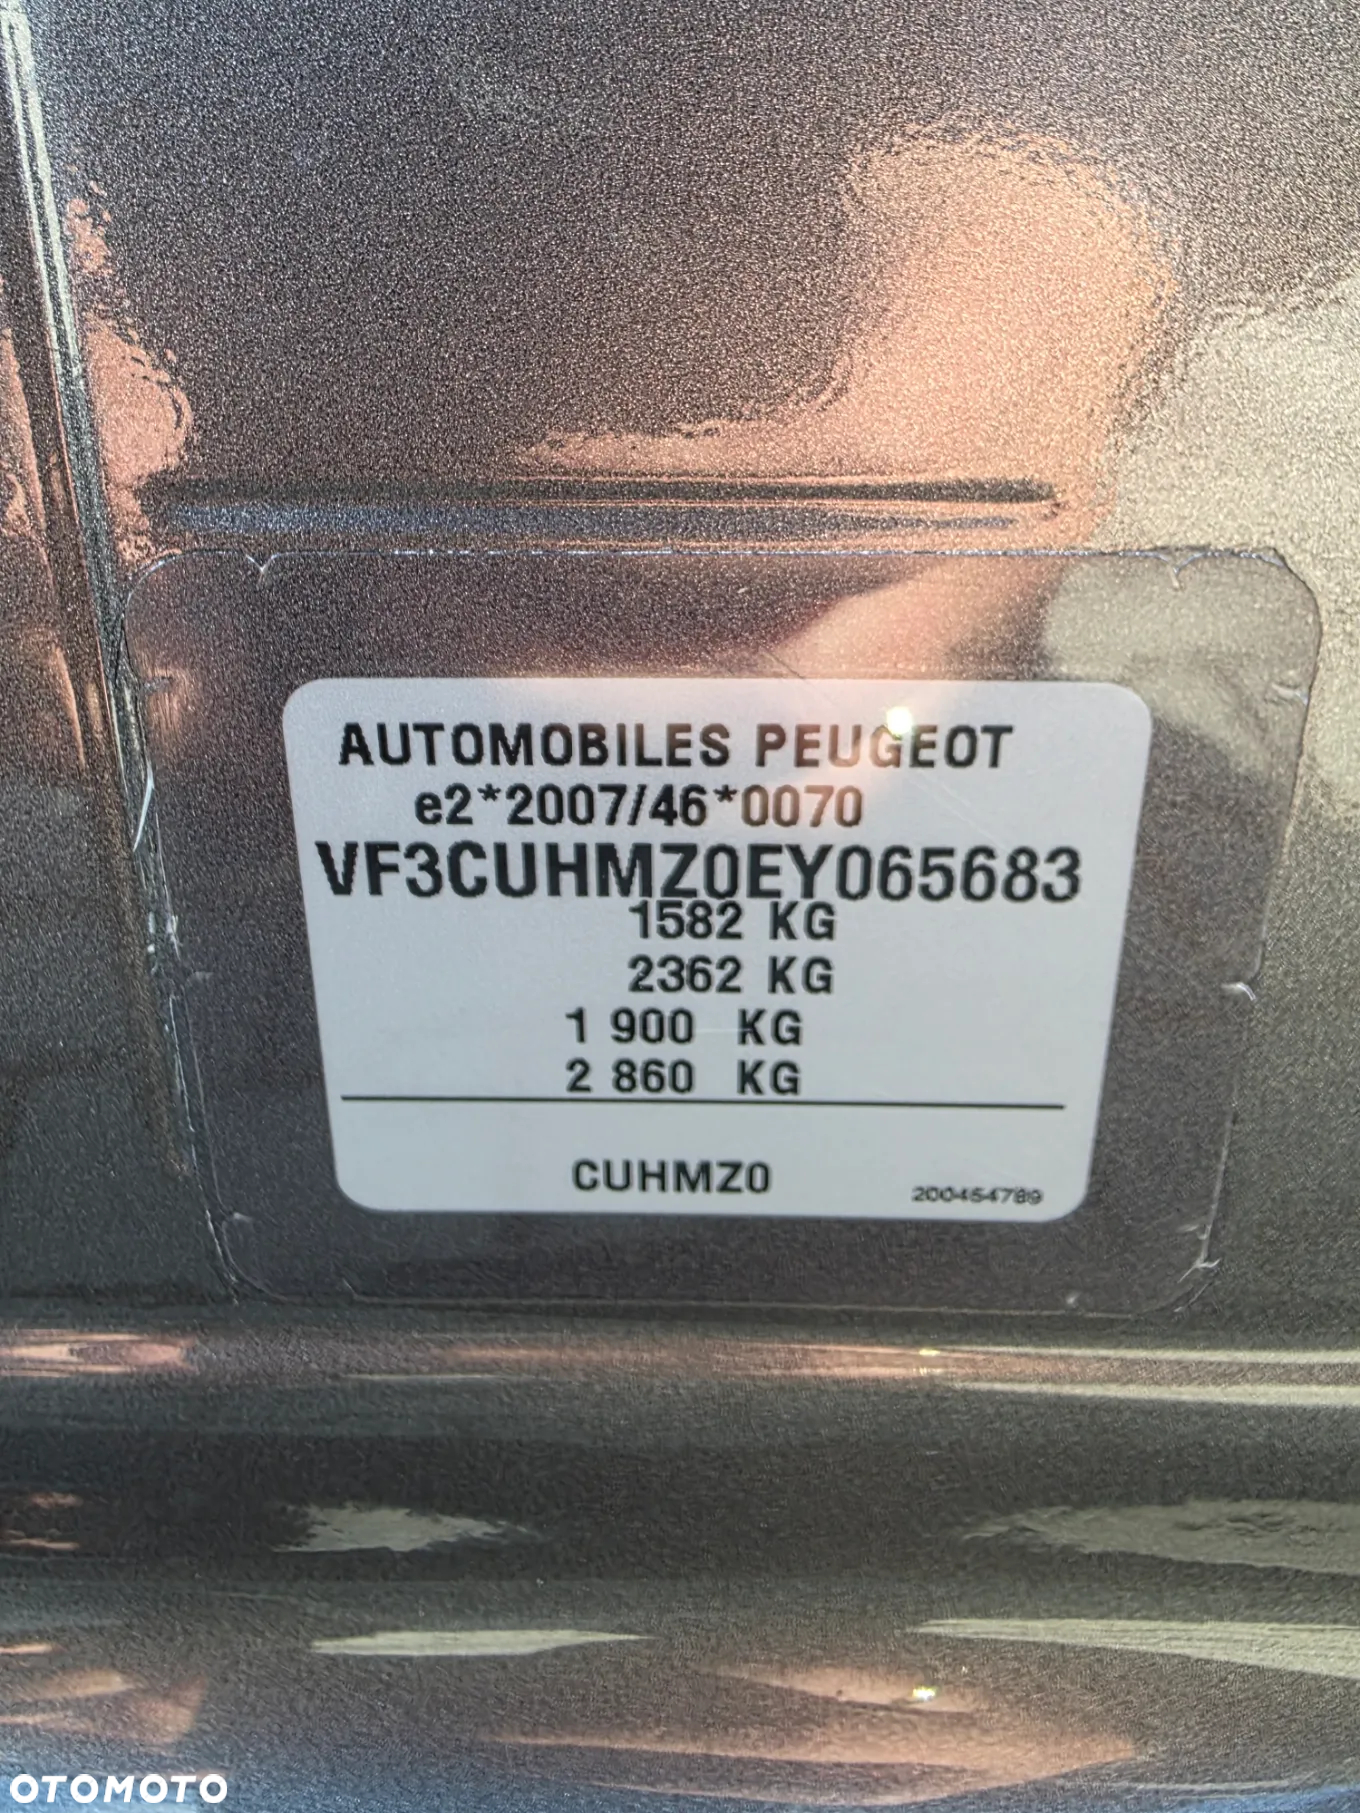 AUTOMOBILES PEUGEOT
e2*2007/46*0070
VF3CUHMZ0EY065683
1582 KG
2362 KG
1 900 KG
2 860 KG
CUHMZ0
200454789
OTOMOTO